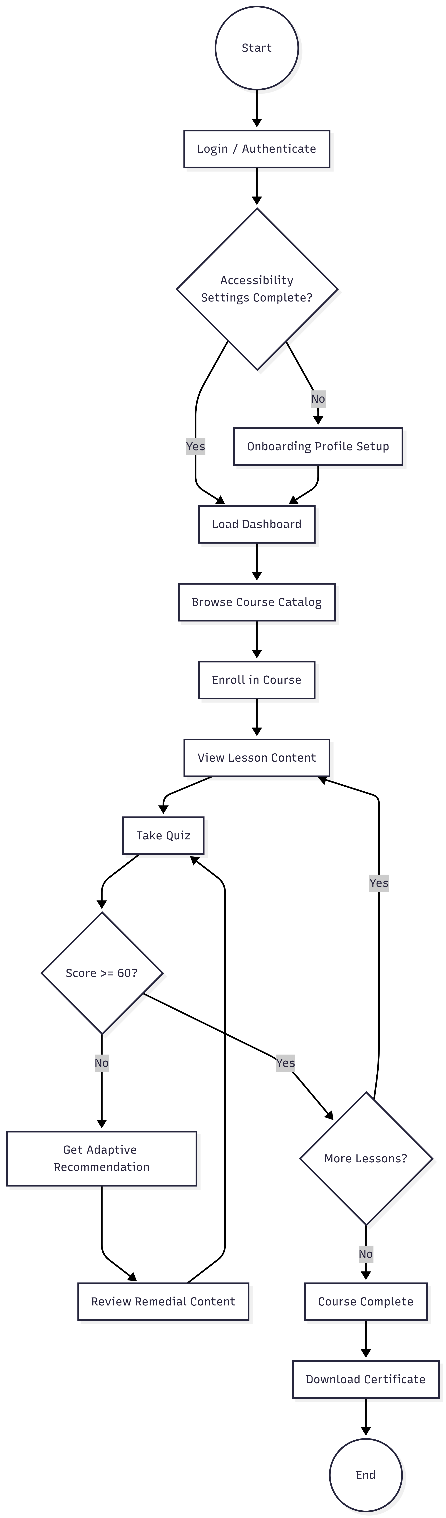 Start
Login / Authenticate
Accessibility
Settings Complete?
No
Yes
Onboarding Profile Setup
Load Dashboard
Browse Course Catalog
Enroll in Course
View Lesson Content
Take Quiz
Yes
Score >= 60?
No
Yes
Get Adaptive
Recommendation
More Lessons?
No
Review Remedial Content
Course Complete
Download Certificate
End